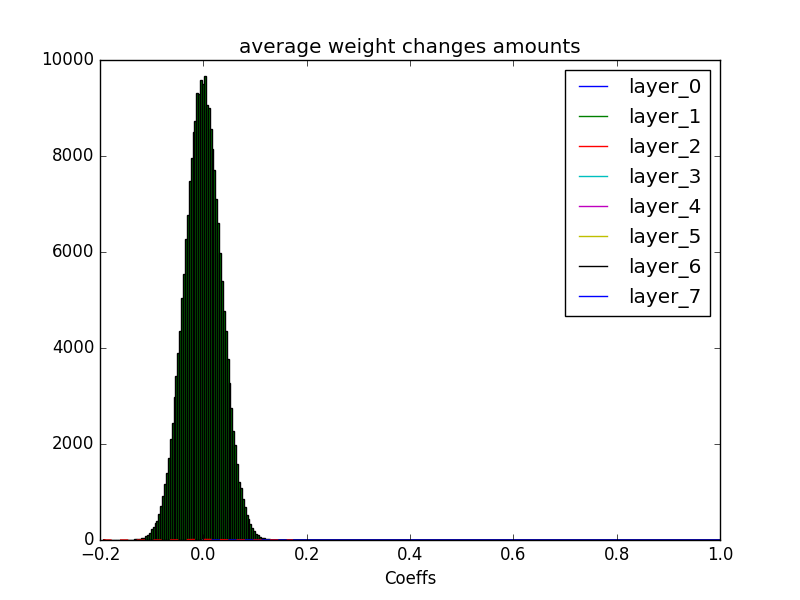 average weight changes amounts
10000
8000
6000
4000
2000
0
layer_0
layer_1
layer_2
layer_3
layer_4
layer_5
layer_6
layer_7
−0.2 0.0 0.2 0.4 0.6 0.8 1.0
Coeffs